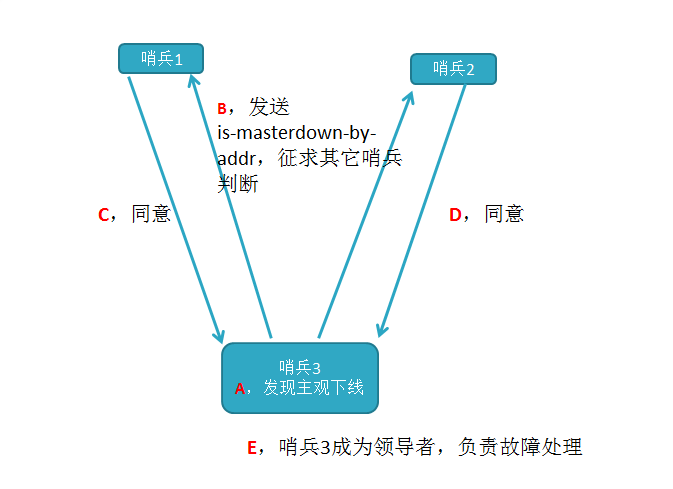 哨兵1
哨兵2
B，发送
is-masterdown-by-
addr，征求其它哨兵
判断
C，同意
D，同意
哨兵3
A，发现主观下线
E，哨兵3成为领导者，负责故障处理